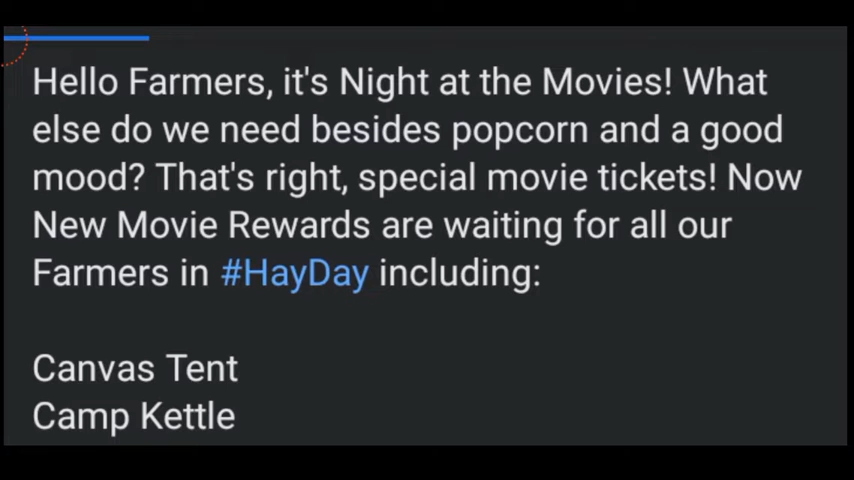 Hello Farmers, it's Night at the Movies! What
else do we need besides popcorn and a good
mood? That's right, special movie tickets! Now
New Movie Rewards are waiting for all our
Farmers in #HayDay including:
Canvas Tent
Camp Kettle